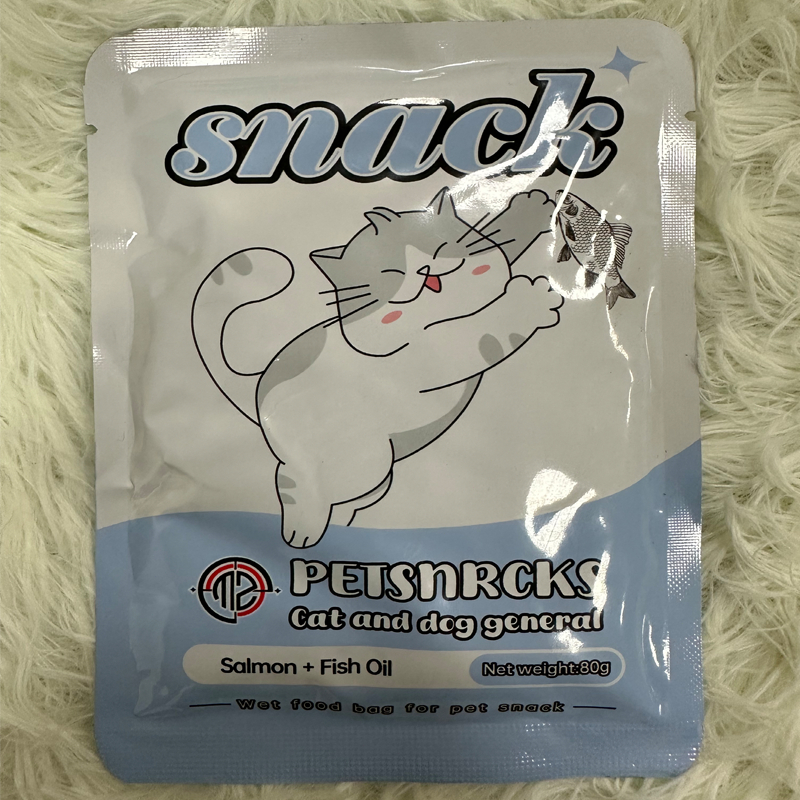 snack
PETSNRCKS
Cat and dog general
Salmon + Fish Oil
Net weight:80g
Wet food bag for pet snack